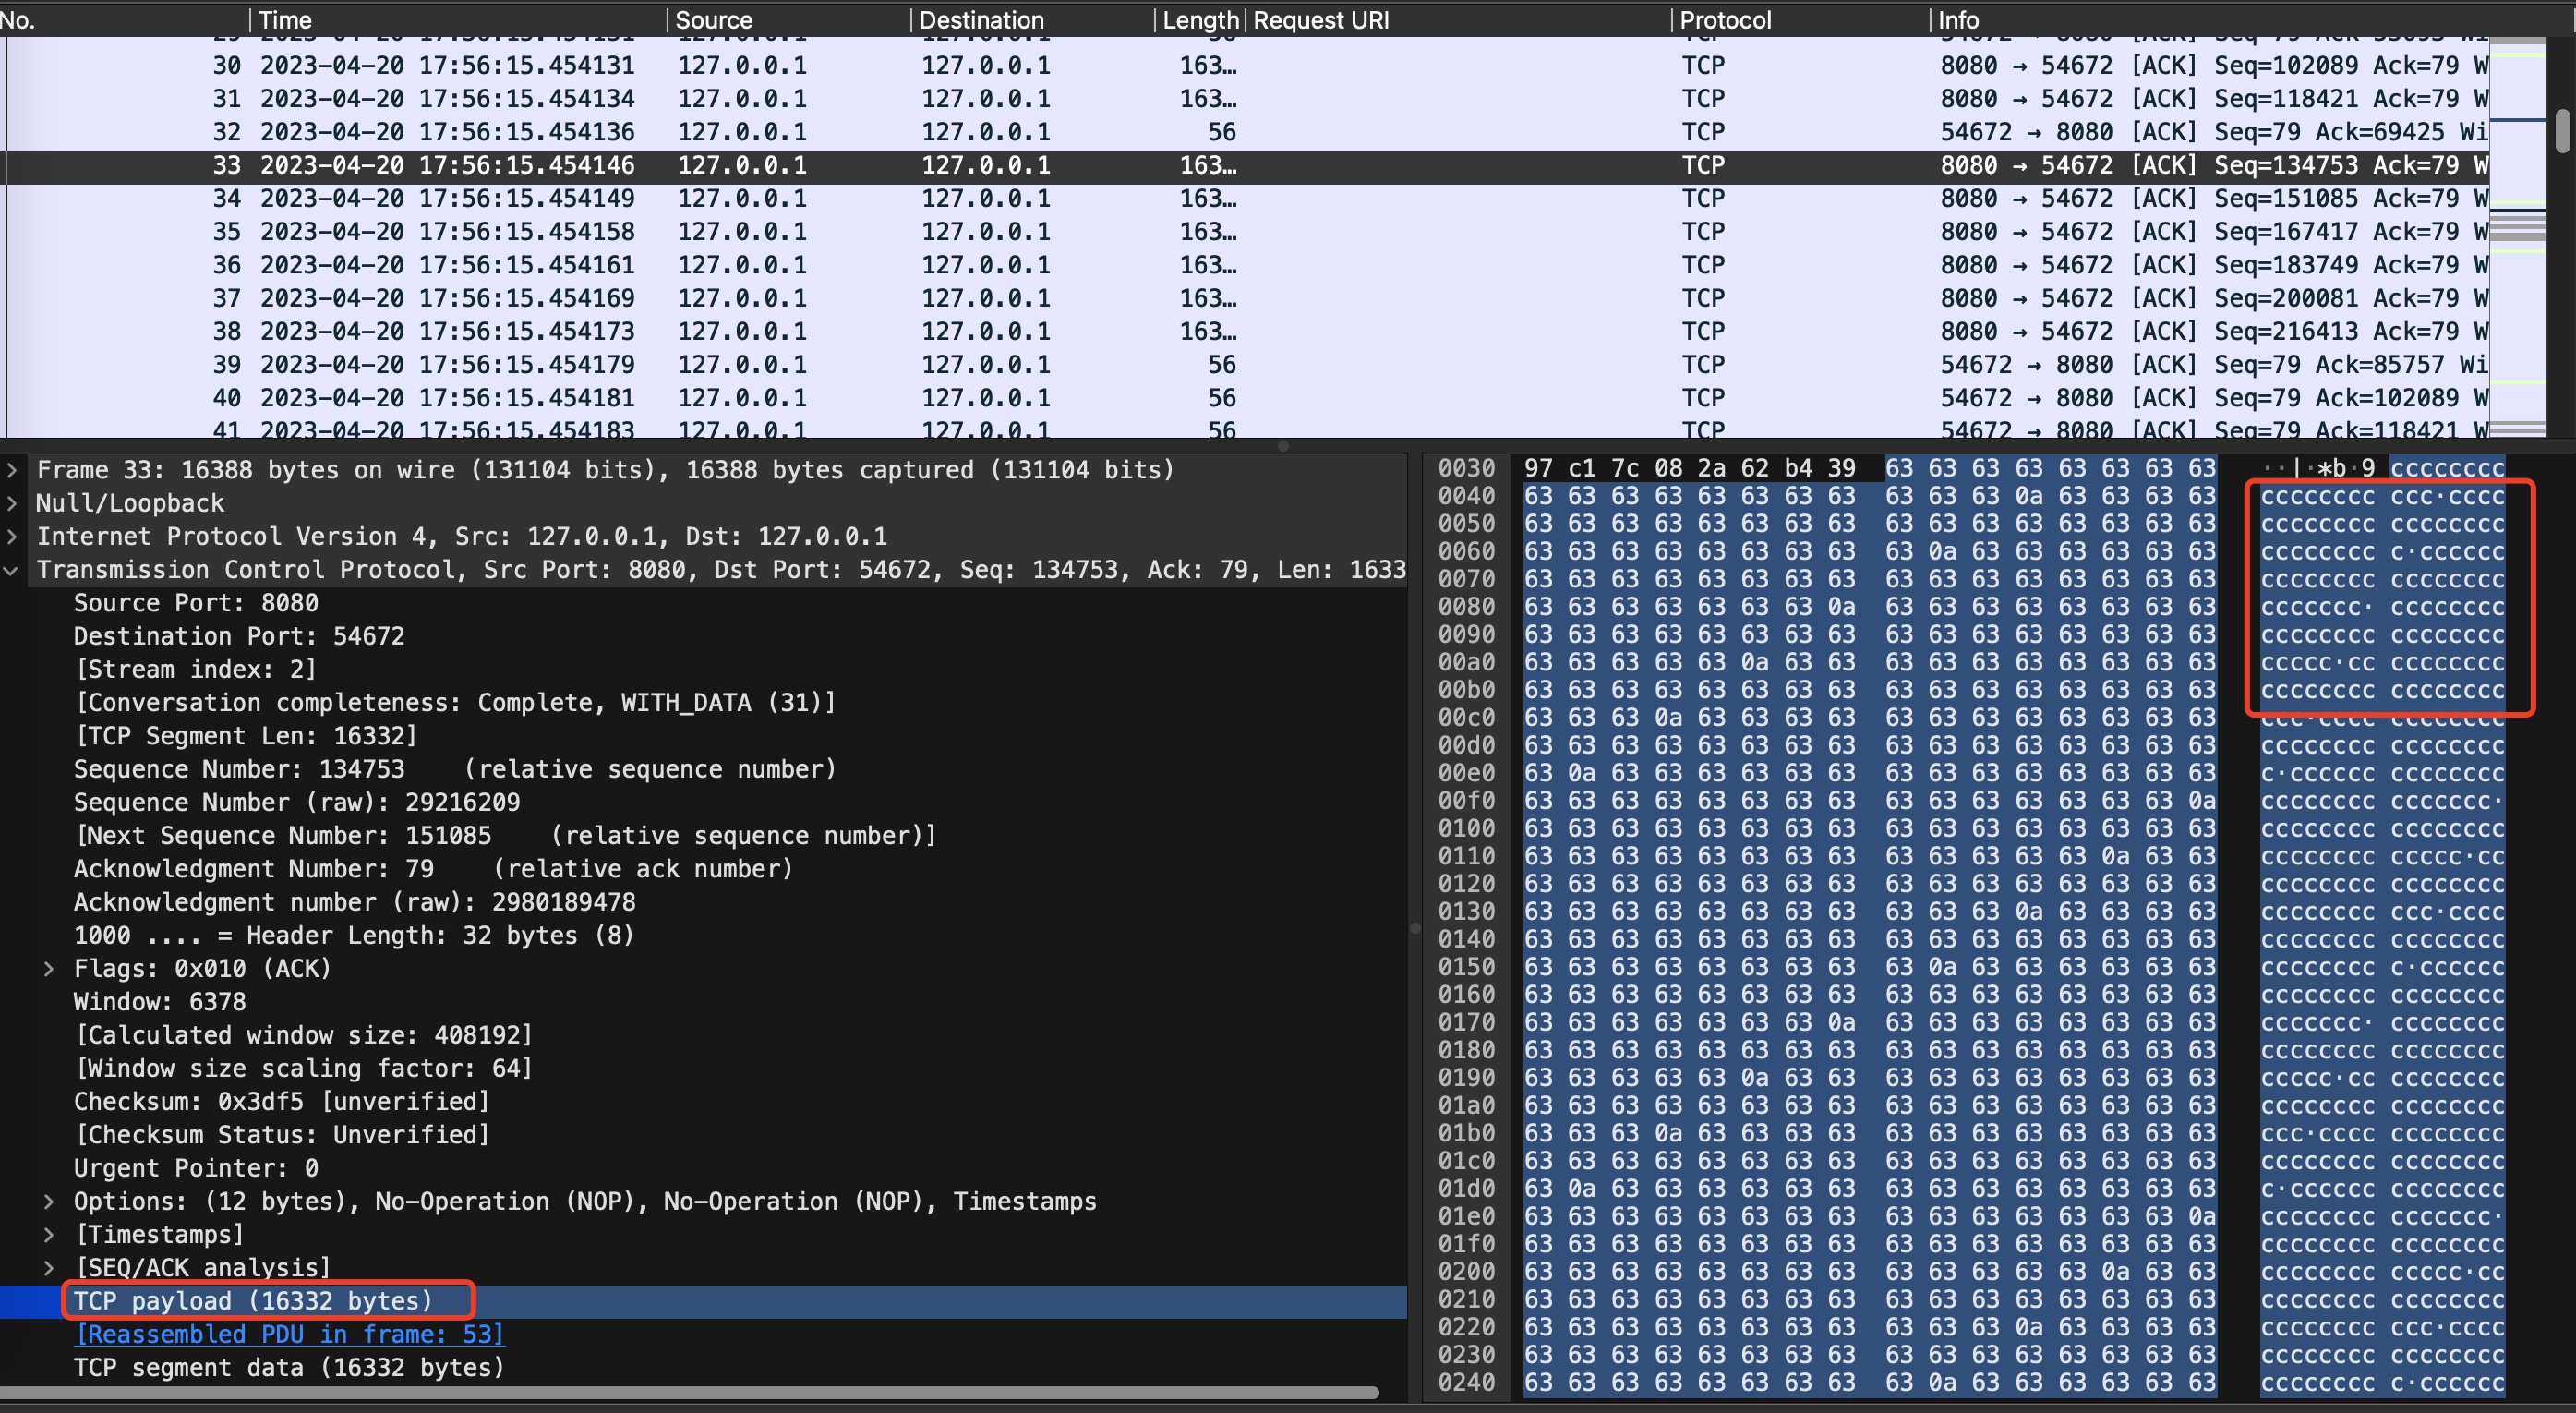 No. Time Source Destination Length Request URI Protocol Info
30 2023-04-20 17:56:15.454131 127.0.0.1 127.0.0.1 163… TCP 8080 → 54672 [ACK] Seq=102089 Ack=79 W
31 2023-04-20 17:56:15.454134 127.0.0.1 127.0.0.1 163… TCP 8080 → 54672 [ACK] Seq=118421 Ack=79 W
32 2023-04-20 17:56:15.454136 127.0.0.1 127.0.0.1 56 TCP 54672 → 8080 [ACK] Seq=79 Ack=69425 Wi
33 2023-04-20 17:56:15.454146 127.0.0.1 127.0.0.1 163… TCP 8080 → 54672 [ACK] Seq=134753 Ack=79 W
34 2023-04-20 17:56:15.454149 127.0.0.1 127.0.0.1 163… TCP 8080 → 54672 [ACK] Seq=151085 Ack=79 W
35 2023-04-20 17:56:15.454158 127.0.0.1 127.0.0.1 163… TCP 8080 → 54672 [ACK] Seq=167417 Ack=79 W
36 2023-04-20 17:56:15.454161 127.0.0.1 127.0.0.1 163… TCP 8080 → 54672 [ACK] Seq=183749 Ack=79 W
37 2023-04-20 17:56:15.454169 127.0.0.1 127.0.0.1 163… TCP 8080 → 54672 [ACK] Seq=200081 Ack=79 W
38 2023-04-20 17:56:15.454173 127.0.0.1 127.0.0.1 163… TCP 8080 → 54672 [ACK] Seq=216413 Ack=79 W
39 2023-04-20 17:56:15.454179 127.0.0.1 127.0.0.1 56 TCP 54672 → 8080 [ACK] Seq=79 Ack=85757 Wi
40 2023-04-20 17:56:15.454181 127.0.0.1 127.0.0.1 56 TCP 54672 → 8080 [ACK] Seq=79 Ack=102089 W
41 2023-04-20 17:56:15.454183 127.0.0.1 127.0.0.1 56 TCP 54672 → 8080 [ACK] Seq=79 Ack=118421 W
Frame 33: 16388 bytes on wire (131104 bits), 16388 bytes captured (131104 bits)
Null/Loopback
Internet Protocol Version 4, Src: 127.0.0.1, Dst: 127.0.0.1
Transmission Control Protocol, Src Port: 8080, Dst Port: 54672, Seq: 134753, Ack: 79, Len: 1633
Source Port: 8080
Destination Port: 54672
[Stream index: 2]
[Conversation completeness: Complete, WITH_DATA (31)]
[TCP Segment Len: 16332]
Sequence Number: 134753 (relative sequence number)
Sequence Number (raw): 29216209
[Next Sequence Number: 151085 (relative sequence number)]
Acknowledgment Number: 79 (relative ack number)
Acknowledgment number (raw): 2980189478
1000 .... = Header Length: 32 bytes (8)
Flags: 0x010 (ACK)
Window: 6378
[Calculated window size: 408192]
[Window size scaling factor: 64]
Checksum: 0x3df5 [unverified]
[Checksum Status: Unverified]
Urgent Pointer: 0
Options: (12 bytes), No-Operation (NOP), No-Operation (NOP), Timestamps
[Timestamps]
[SEQ/ACK analysis]
TCP payload (16332 bytes)
[Reassembled PDU in frame: 53]
TCP segment data (16332 bytes)
0030 97 c1 7c 08 2a 62 b4 39 63 63 63 63 63 63 63 63 ··|·*b·9 cccccccc
0040 63 63 63 63 63 63 63 63 63 63 63 0a 63 63 63 63 cccccccc ccc·cccc
0050 63 63 63 63 63 63 63 63 63 63 63 63 63 63 63 63 cccccccc cccccccc
0060 63 63 63 63 63 63 63 63 63 0a 63 63 63 63 63 63 cccccccc c·cccccc
0070 63 63 63 63 63 63 63 63 63 63 63 63 63 63 63 63 cccccccc cccccccc
0080 63 63 63 63 63 63 63 0a 63 63 63 63 63 63 63 63 ccccccc· cccccccc
0090 63 63 63 63 63 63 63 63 63 63 63 63 63 63 63 63 cccccccc cccccccc
00a0 63 63 63 63 63 0a 63 63 63 63 63 63 63 63 63 63 ccccc·cc cccccccc
00b0 63 63 63 63 63 63 63 63 63 63 63 63 63 63 63 63 cccccccc cccccccc
00c0 63 63 63 0a 63 63 63 63 63 63 63 63 63 63 63 63 ccc·cccc cccccccc
00d0 63 63 63 63 63 63 63 63 63 63 63 63 63 63 63 63 cccccccc cccccccc
00e0 63 0a 63 63 63 63 63 63 63 63 63 63 63 63 63 63 c·cccccc cccccccc
00f0 63 63 63 63 63 63 63 63 63 63 63 63 63 63 63 0a cccccccc ccccccc·
0100 63 63 63 63 63 63 63 63 63 63 63 63 63 63 63 63 cccccccc cccccccc
0110 63 63 63 63 63 63 63 63 63 63 63 63 63 0a 63 63 cccccccc ccccc·cc
0120 63 63 63 63 63 63 63 63 63 63 63 63 63 63 63 63 cccccccc cccccccc
0130 63 63 63 63 63 63 63 63 63 63 63 0a 63 63 63 63 cccccccc ccc·cccc
0140 63 63 63 63 63 63 63 63 63 63 63 63 63 63 63 63 cccccccc cccccccc
0150 63 63 63 63 63 63 63 63 63 0a 63 63 63 63 63 63 cccccccc c·cccccc
0160 63 63 63 63 63 63 63 63 63 63 63 63 63 63 63 63 cccccccc cccccccc
0170 63 63 63 63 63 63 63 0a 63 63 63 63 63 63 63 63 ccccccc· cccccccc
0180 63 63 63 63 63 63 63 63 63 63 63 63 63 63 63 63 cccccccc cccccccc
0190 63 63 63 63 63 0a 63 63 63 63 63 63 63 63 63 63 ccccc·cc cccccccc
01a0 63 63 63 63 63 63 63 63 63 63 63 63 63 63 63 63 cccccccc cccccccc
01b0 63 63 63 0a 63 63 63 63 63 63 63 63 63 63 63 63 ccc·cccc cccccccc
01c0 63 63 63 63 63 63 63 63 63 63 63 63 63 63 63 63 cccccccc cccccccc
01d0 63 0a 63 63 63 63 63 63 63 63 63 63 63 63 63 63 c·cccccc cccccccc
01e0 63 63 63 63 63 63 63 63 63 63 63 63 63 63 63 0a cccccccc ccccccc·
01f0 63 63 63 63 63 63 63 63 63 63 63 63 63 63 63 63 cccccccc cccccccc
0200 63 63 63 63 63 63 63 63 63 63 63 63 63 0a 63 63 cccccccc ccccc·cc
0210 63 63 63 63 63 63 63 63 63 63 63 63 63 63 63 63 cccccccc cccccccc
0220 63 63 63 63 63 63 63 63 63 63 63 0a 63 63 63 63 cccccccc ccc·cccc
0230 63 63 63 63 63 63 63 63 63 63 63 63 63 63 63 63 cccccccc cccccccc
0240 63 63 63 63 63 63 63 63 63 0a 63 63 63 63 63 63 cccccccc c·cccccc